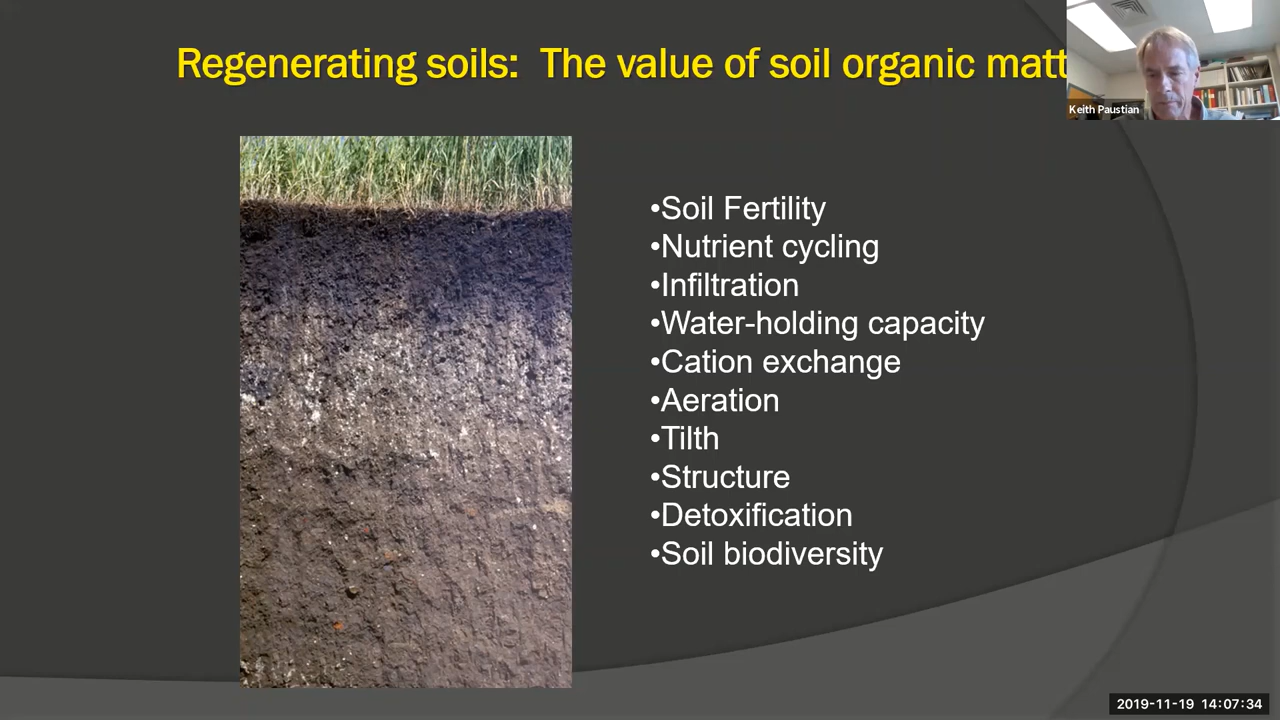 Regenerating soils: The value of soil organic matt
Keith Paustian
•Soil Fertility
•Nutrient cycling
•Infiltration
•Water-holding capacity
•Cation exchange
•Aeration
•Tilth
•Structure
•Detoxification
•Soil biodiversity
2019-11-19 14:07:34